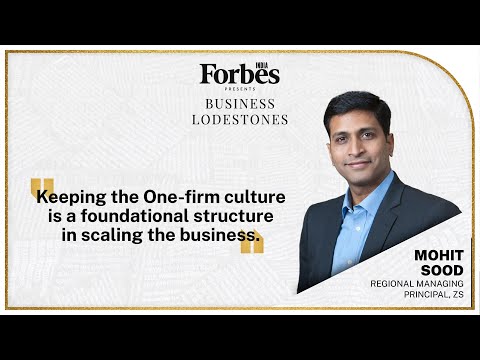 INDIA
Forbes
PRESENTS
BUSINESS
LODESTONES
"Keeping the One-firm culture
is a foundational structure
in scaling the business."
MOHIT
SOOD
REGIONAL MANAGING
PRINCIPAL, ZS